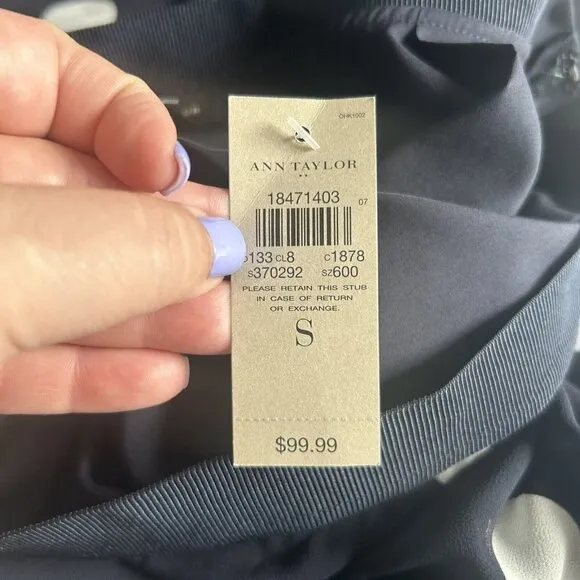 CHK1002
ANN TAYLOR
18471403 07
133 CL8 C1878
S370292 SZ600
PLEASE RETAIN THIS STUB
IN CASE OF RETURN
OR EXCHANGE.
S
$99.99